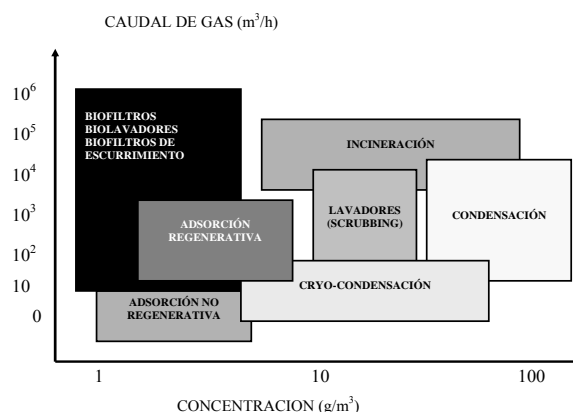 CAUDAL DE GAS (m³/h)
10⁶
10⁵
10⁴
10³
10²
10
0
BIOFILTROS
BIOLAVADORES
BIOFILTROS DE
ESCURRIMIENTO
INCINERACIÓN
ADSORCIÓN
REGENERATIVA
LAVADORES
(SCRUBBING)
CONDENSACIÓN
CRYO-CONDENSACIÓN
ADSORCIÓN NO
REGENERATIVA
1
10
100
CONCENTRACION (g/m³)